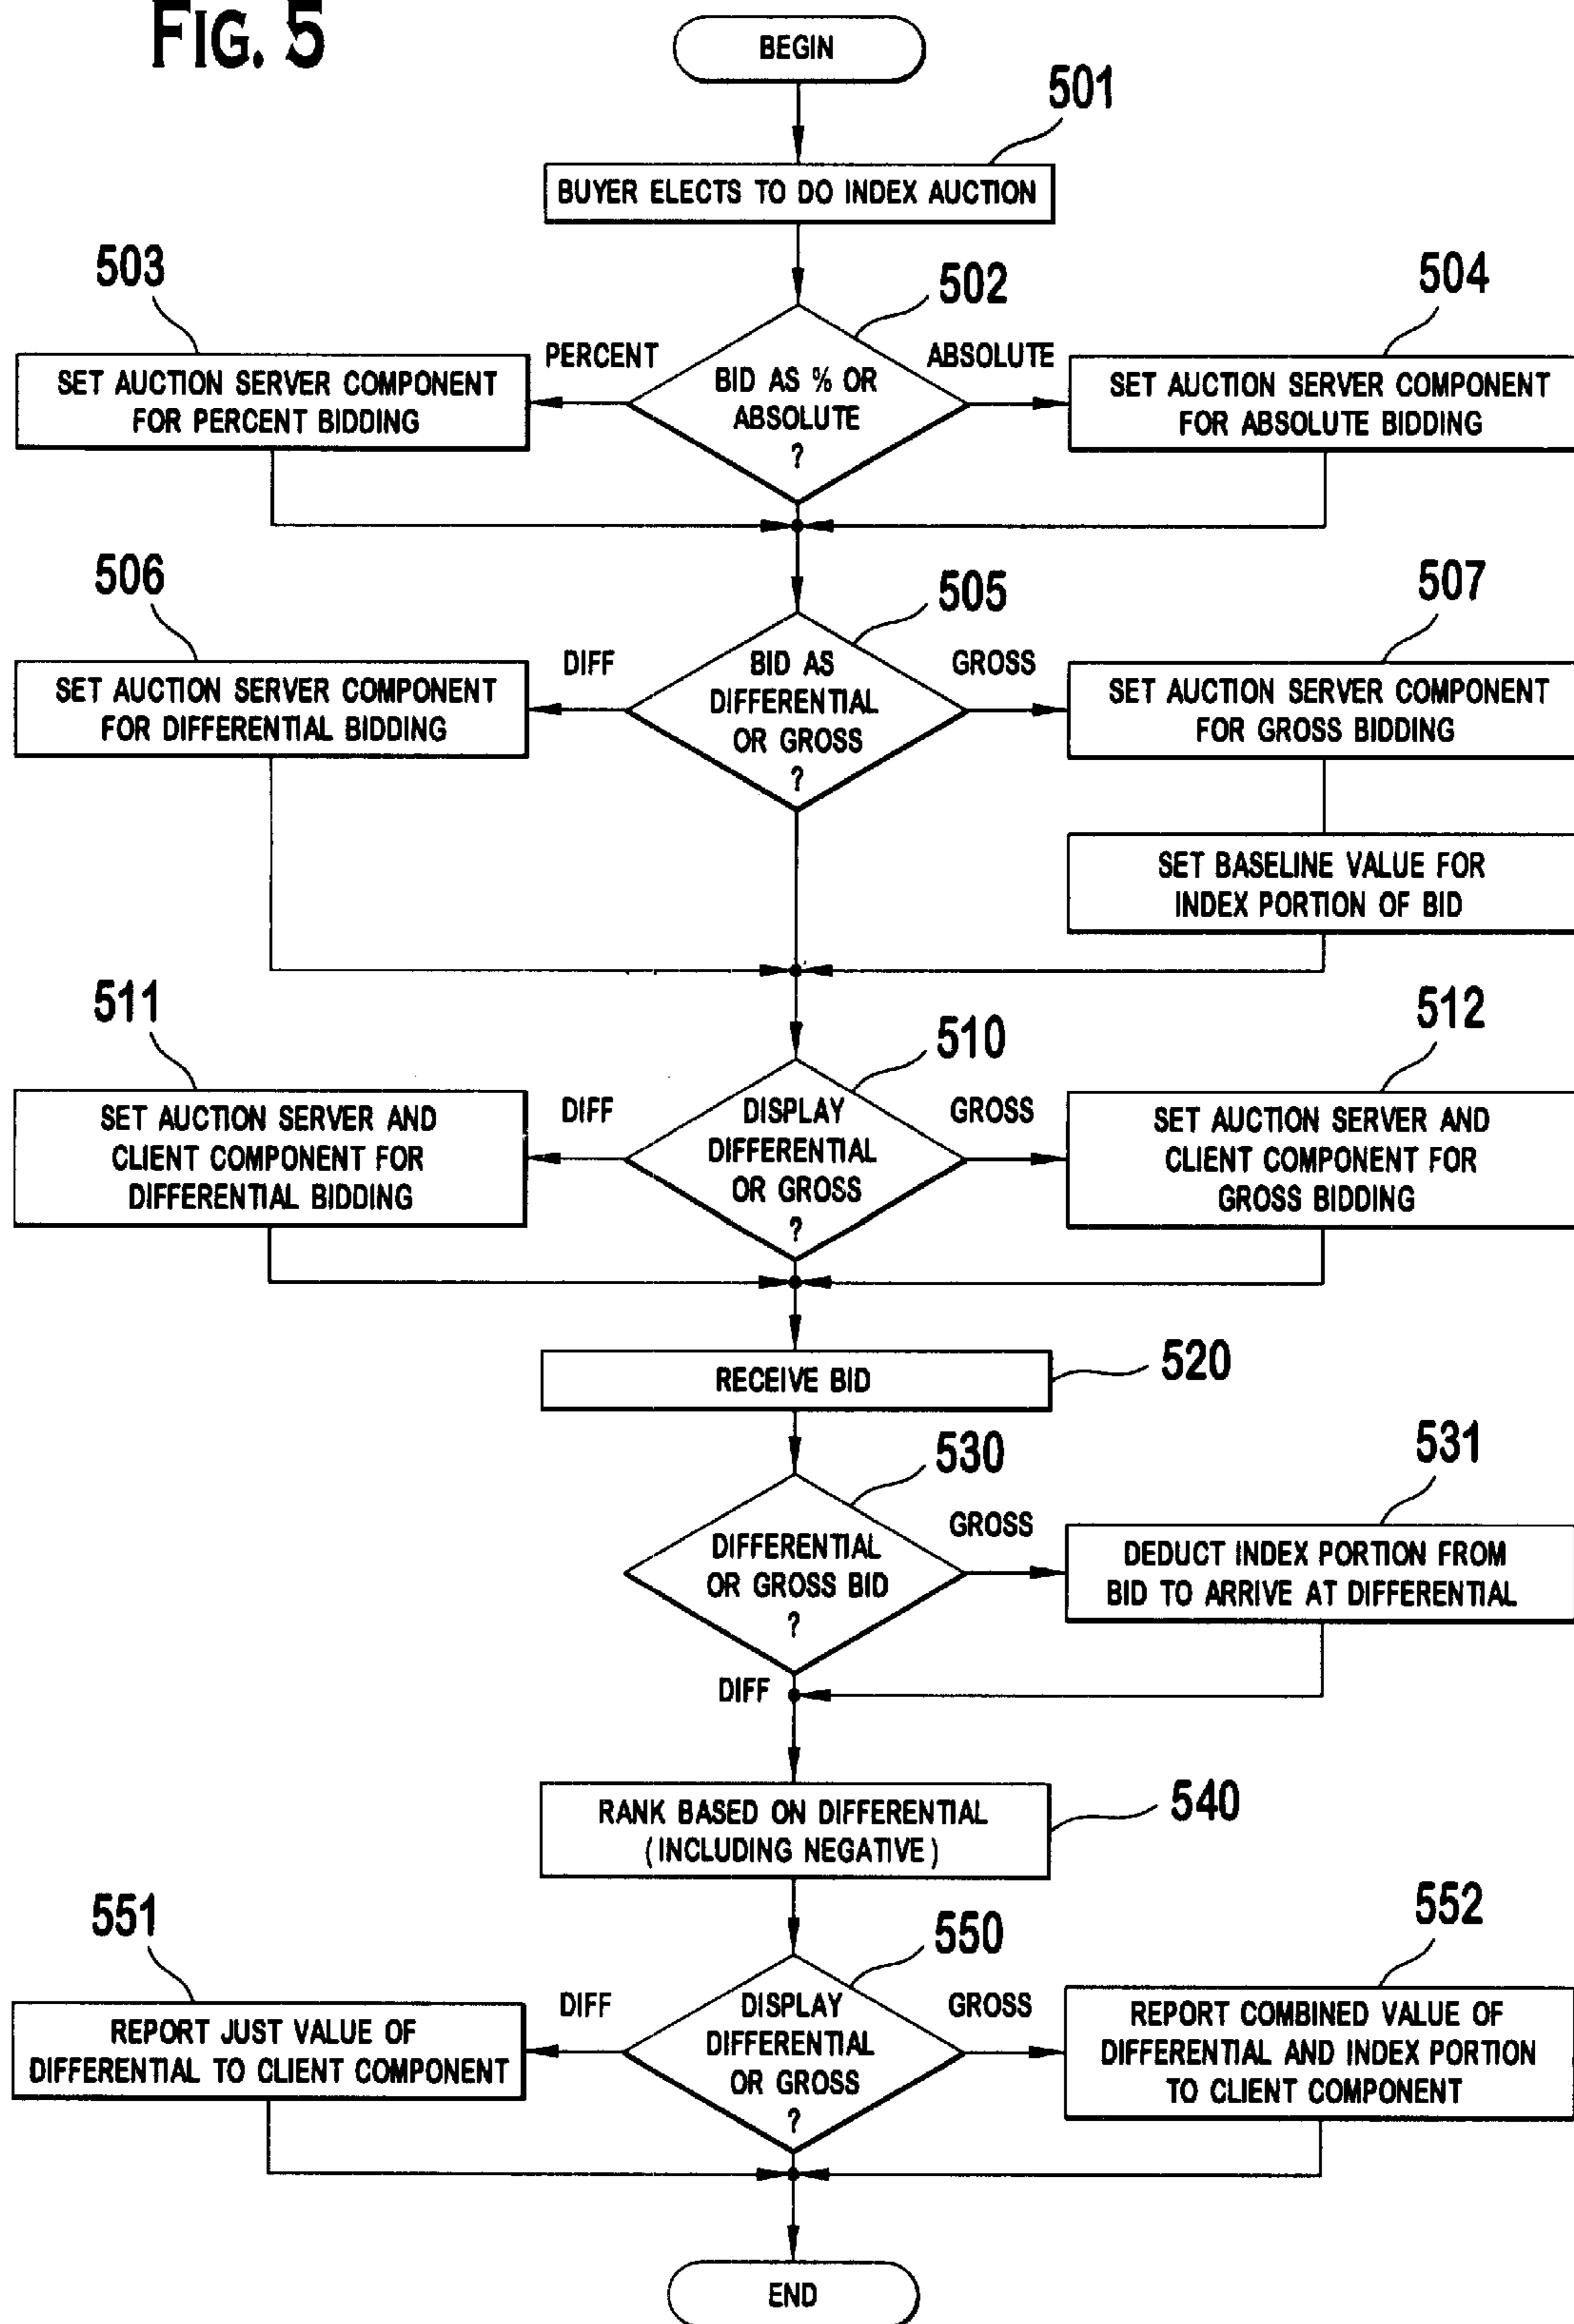 FIG. 5
BEGIN
501
BUYER ELECTS TO DO INDEX AUCTION
503
502
504
PERCENT
ABSOLUTE
SET AUCTION SERVER COMPONENT
FOR PERCENT BIDDING
BID AS % OR
ABSOLUTE
?
SET AUCTION SERVER COMPONENT
FOR ABSOLUTE BIDDING
506
505
507
DIFF
GROSS
SET AUCTION SERVER COMPONENT
FOR DIFFERENTIAL BIDDING
BID AS
DIFFERENTIAL
OR GROSS
?
SET AUCTION SERVER COMPONENT
FOR GROSS BIDDING
SET BASELINE VALUE FOR
INDEX PORTION OF BID
511
510
512
DIFF
GROSS
SET AUCTION SERVER AND
CLIENT COMPONENT FOR
DIFFERENTIAL BIDDING
DISPLAY
DIFFERENTIAL
OR GROSS
?
SET AUCTION SERVER AND
CLIENT COMPONENT FOR
GROSS BIDDING
RECEIVE BID
520
530
531
GROSS
DIFFERENTIAL
OR GROSS BID
?
DEDUCT INDEX PORTION FROM
BID TO ARRIVE AT DIFFERENTIAL
DIFF
RANK BASED ON DIFFERENTIAL
(INCLUDING NEGATIVE)
540
551
550
552
DIFF
GROSS
REPORT JUST VALUE OF
DIFFERENTIAL TO CLIENT COMPONENT
DISPLAY
DIFFERENTIAL
OR GROSS
?
REPORT COMBINED VALUE OF
DIFFERENTIAL AND INDEX PORTION
TO CLIENT COMPONENT
END